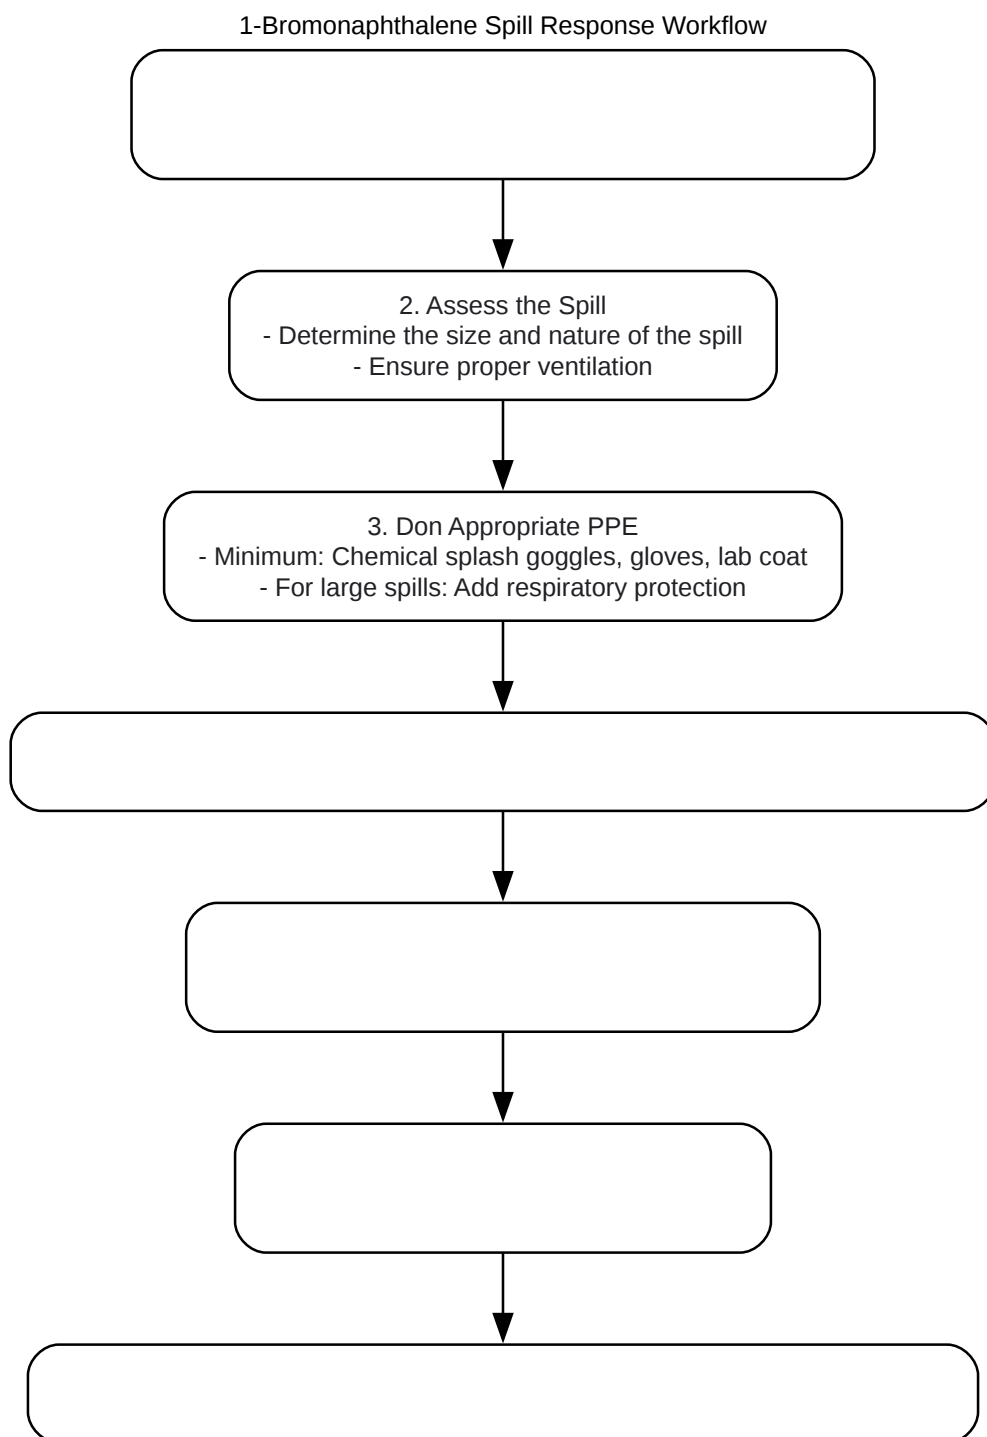 1-Bromonaphthalene Spill Response Workflow
2. Assess the Spill
- Determine the size and nature of the spill
- Ensure proper ventilation
3. Don Appropriate PPE
- Minimum: Chemical splash goggles, gloves, lab coat
- For large spills: Add respiratory protection